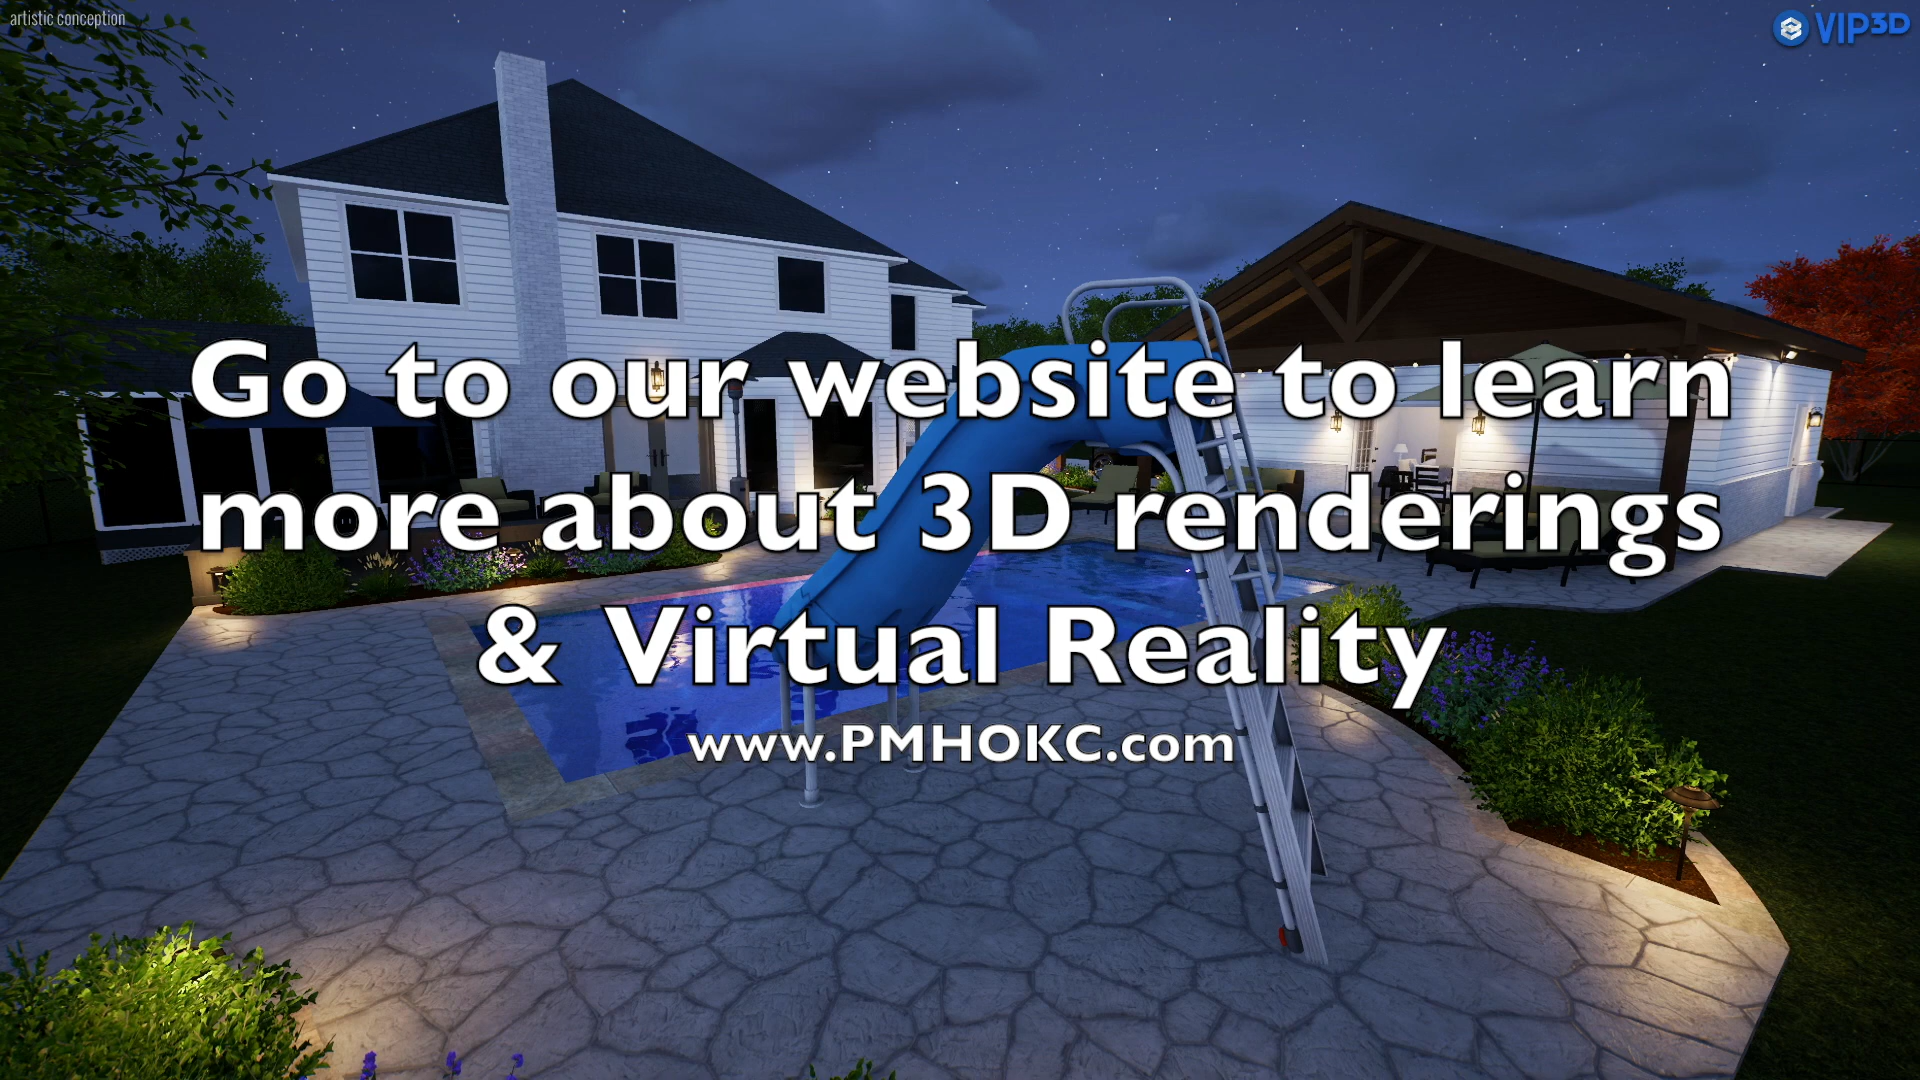 artistic conception
VIP3D
Go to our website to learn
more about 3D renderings
& Virtual Reality
www.PMHOKC.com